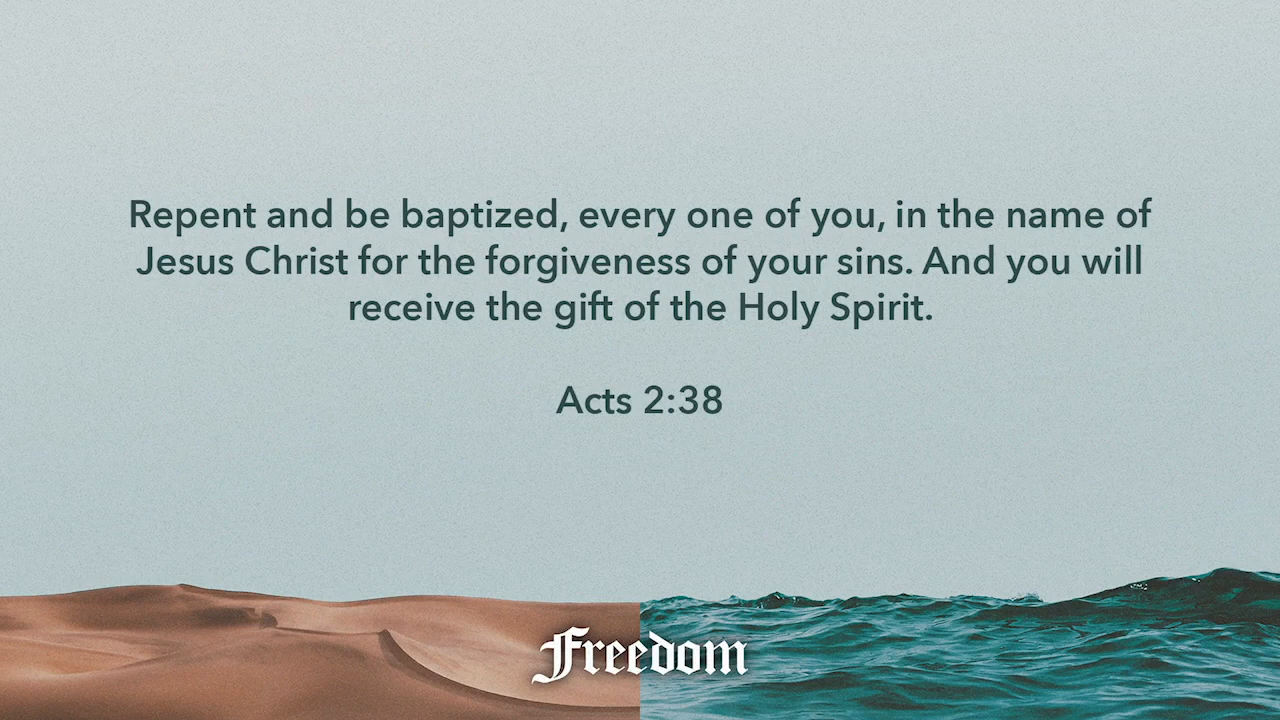 Repent and be baptized, every one of you, in the name of
Jesus Christ for the forgiveness of your sins. And you will
receive the gift of the Holy Spirit.
Acts 2:38
Freedom